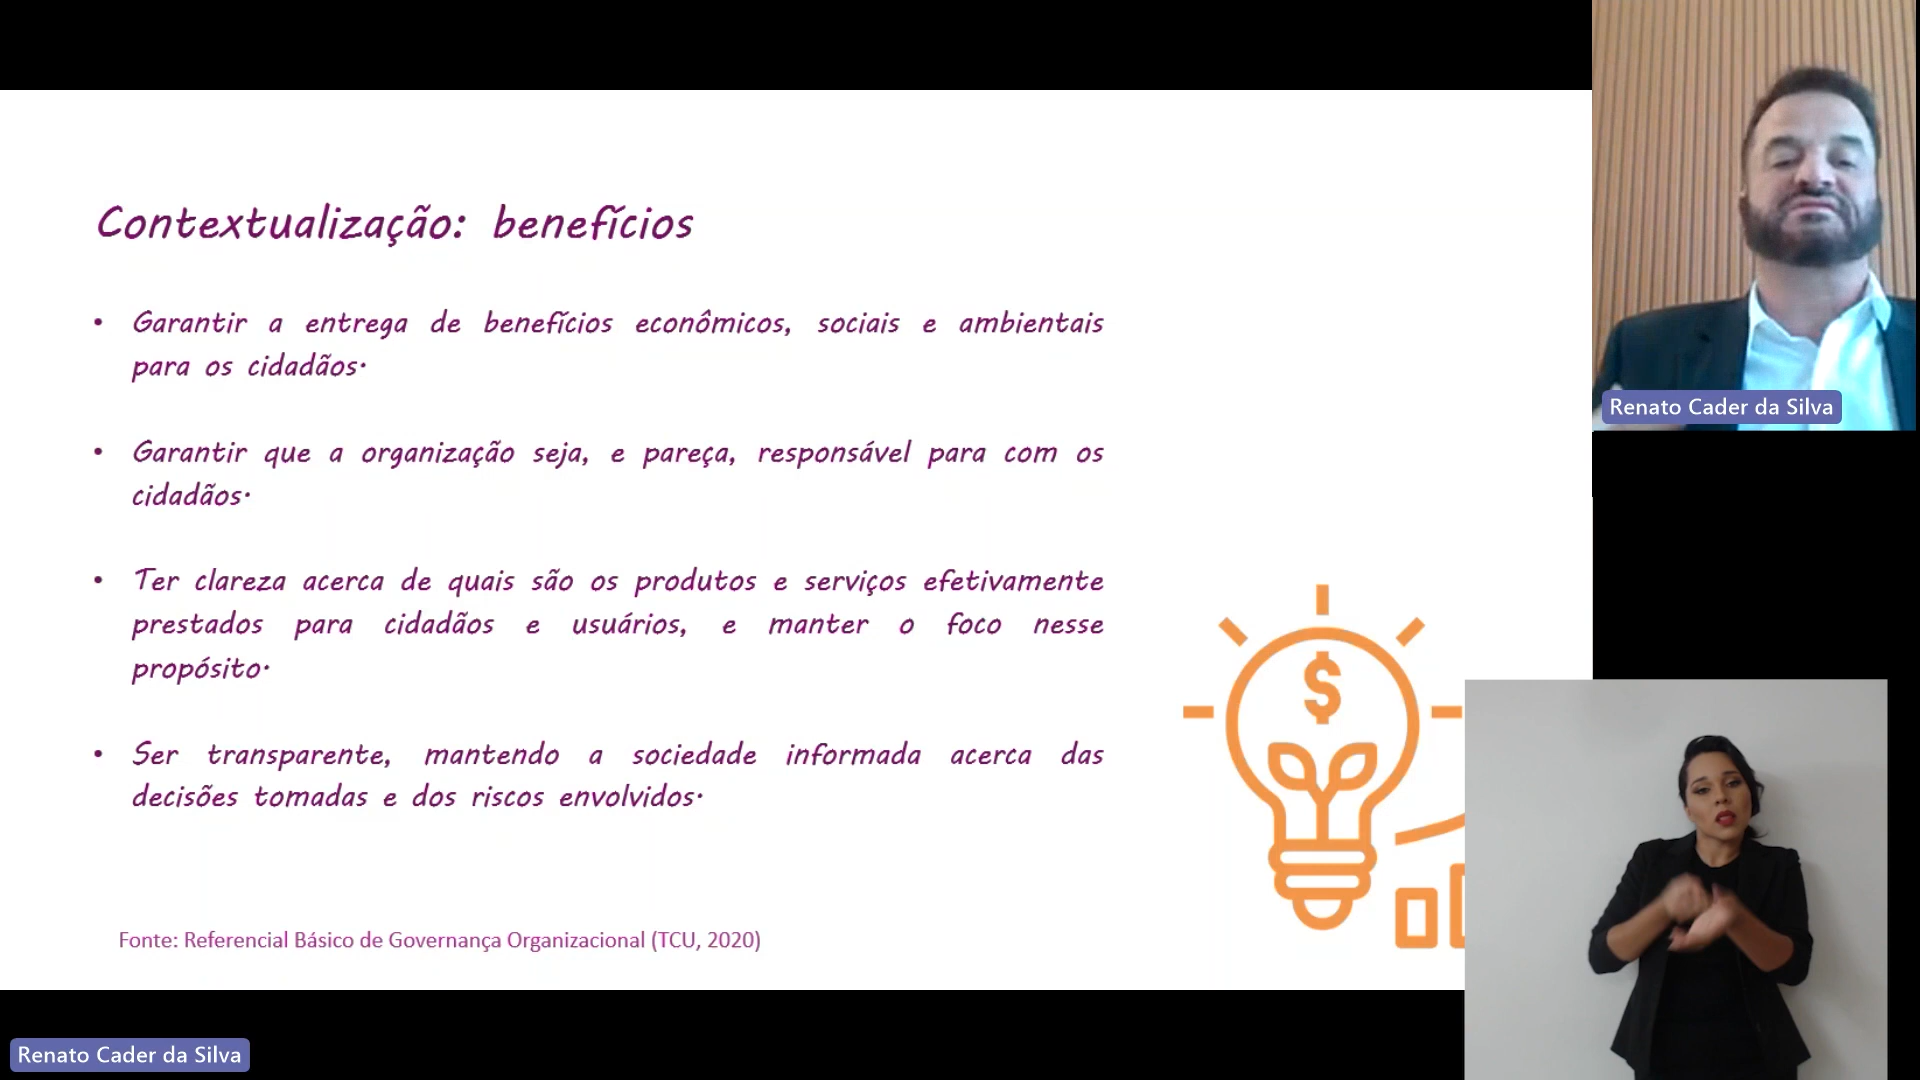 Contextualização: benefícios
• Garantir a entrega de benefícios econômicos, sociais e ambientais
para os cidadãos.
• Garantir que a organização seja, e pareça, responsável para com os
cidadãos.
• Ter clareza acerca de quais são os produtos e serviços efetivamente
prestados para cidadãos e usuários, e manter o foco nesse
propósito.
• Ser transparente, mantendo a sociedade informada acerca das
decisões tomadas e dos riscos envolvidos.
Fonte: Referencial Básico de Governança Organizacional (TCU, 2020)
$
Renato Cader da Silva
Renato Cader da Silva